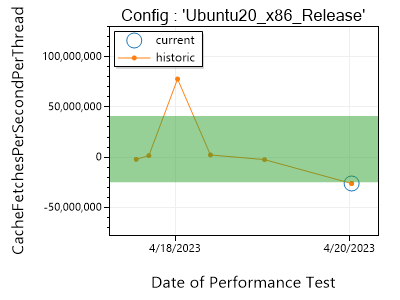 Config : 'Ubuntu20_x86_Release'
current
historic
CacheFetchesPerSecondPerThread
100,000,000
50,000,000
0
-50,000,000
4/18/2023
4/20/2023
Date of Performance Test